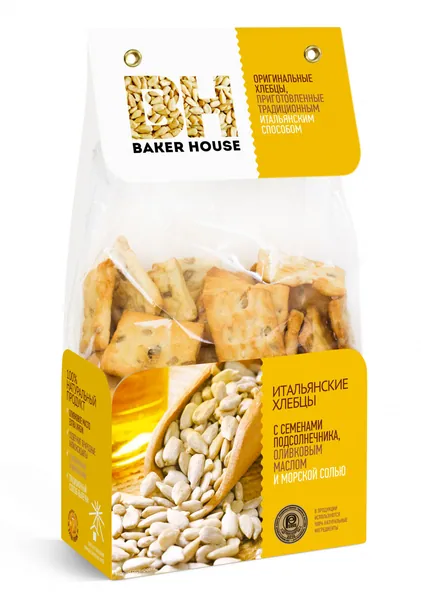 BH
BAKER HOUSE
ОРИГИНАЛЬНЫЕ
ХЛЕБЦЫ,
ПРИГОТОВЛЕННЫЕ
ТРАДИЦИОННЫМ
ИТАЛЬЯНСКИМ
СПОСОБОМ
100%
НАТУРАЛЬНЫЙ
ПРОДУКТ
ИТАЛЬЯНСКИЕ
ХЛЕБЦЫ
С СЕМЕНАМИ
ПОДСОЛНЕЧНИКА,
ОЛИВКОВЫМ
МАСЛОМ
И МОРСКОЙ СОЛЬЮ
В ПРОДУКЦИИ
ИСПОЛЬЗУЮТСЯ
100% НАТУРАЛЬНЫЕ
ИНГРЕДИЕНТЫ